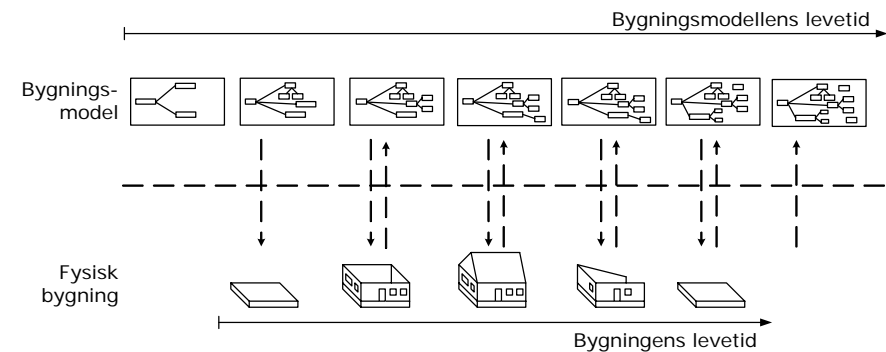 Bygningsmodellens levetid
Bygnings-
model
Fysisk
bygning
Bygningens levetid